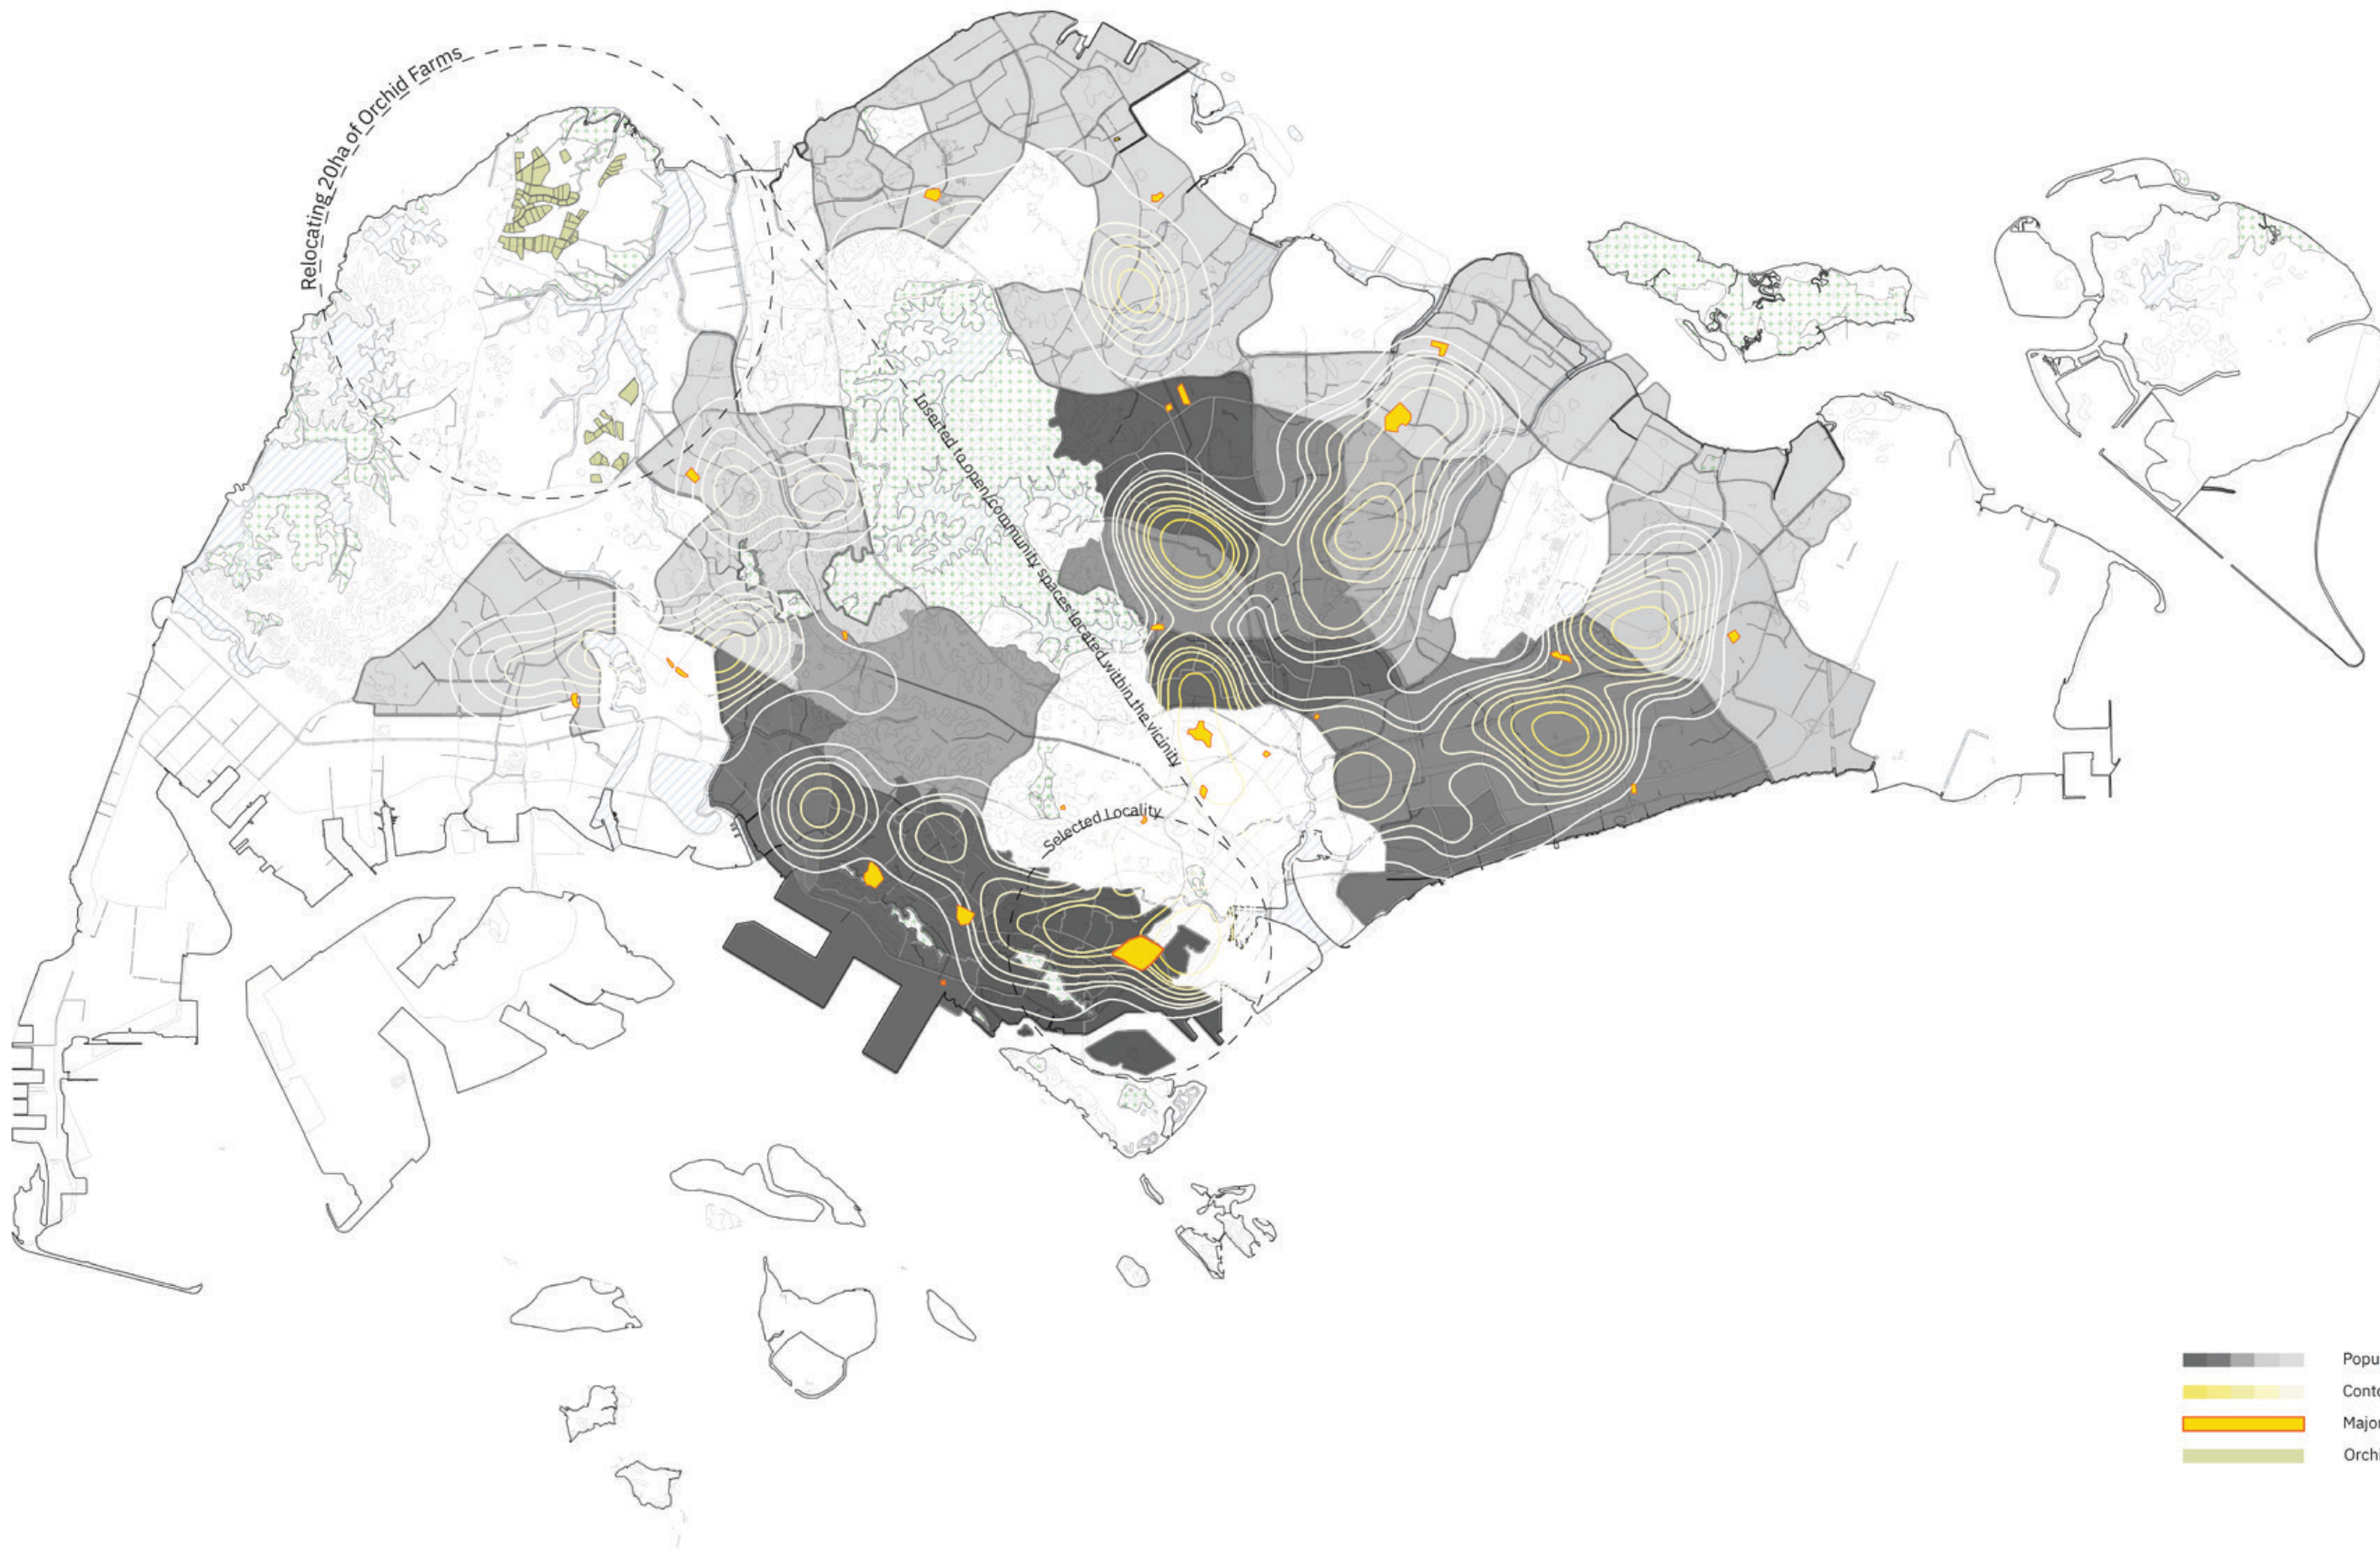 Relocating 20ha of Orchid Farms
Inserted to open/community spaces located within the vicinity
Selected Locality
Popu
Conto
Major
Orchi